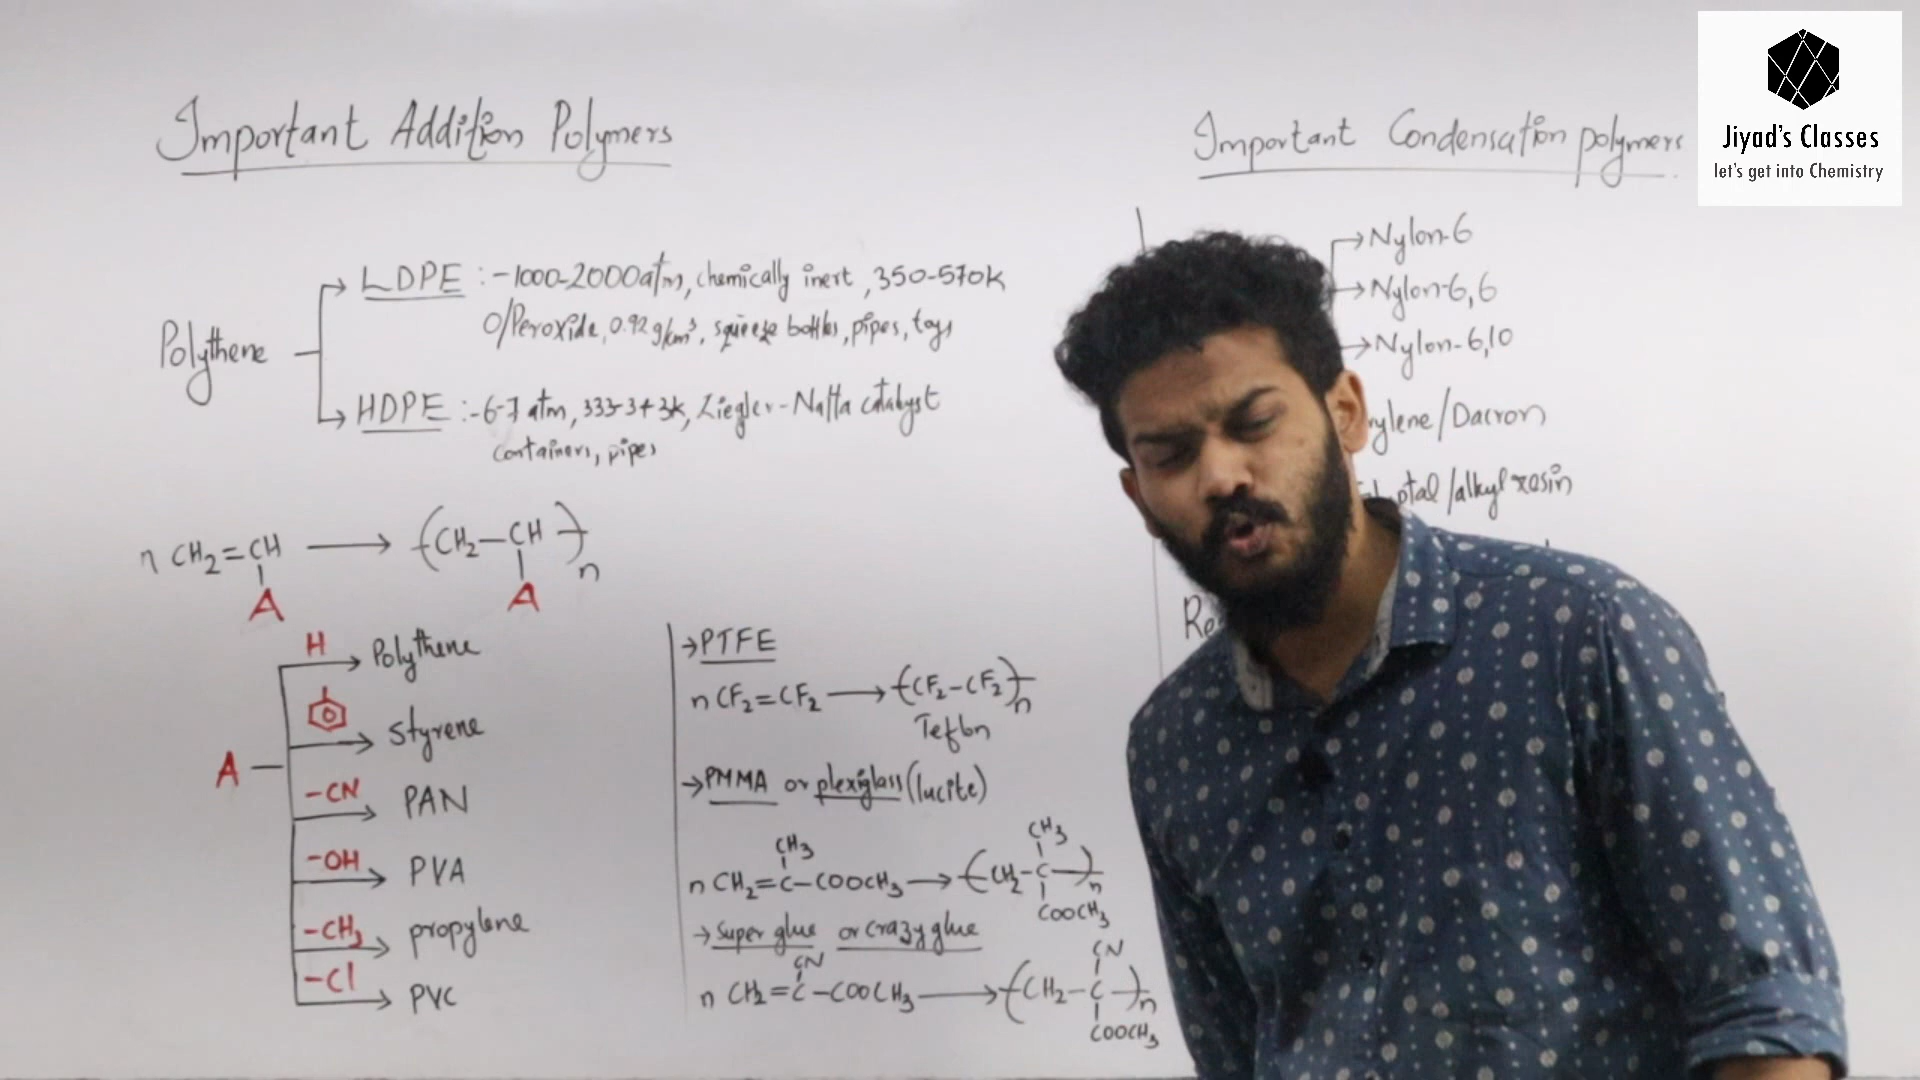 Important Addition Polymers
Polythene
LDPE :- 1000-2000atm, chemically inert, 350-570K
O/Peroxide, 0.92g/cm³, squeeze bottles, pipes, toys
HDPE :- 6-7 atm, 333-343K, Ziegler-Natta catalyst
containers, pipes
n CH₂=CH → (CH₂-CH)n
A A
A
H Polythene
Styrene
-CN PAN
-OH PVA
-CH₃ propylene
-Cl PVC
→ PTFE
n CF₂=CF₂ → (CF₂-CF₂)n
Teflon
→ PMMA or plexiglass (lucite)
CH₃ CH₃
n CH₂=C-COOCH₃ → (CH₂-C-)n
COOCH₃
→ Super glue or crazy glue
CN CN
n CH₂=C-COOCH₃ → (CH₂-C-)n
COOCH₃
Important Condensation polymers
→ Nylon-6
→ Nylon-6,6
→ Nylon-6,10
rylene/Dacron
ptal/alkyl resin
Re
Jiyad's Classes
let's get into Chemistry